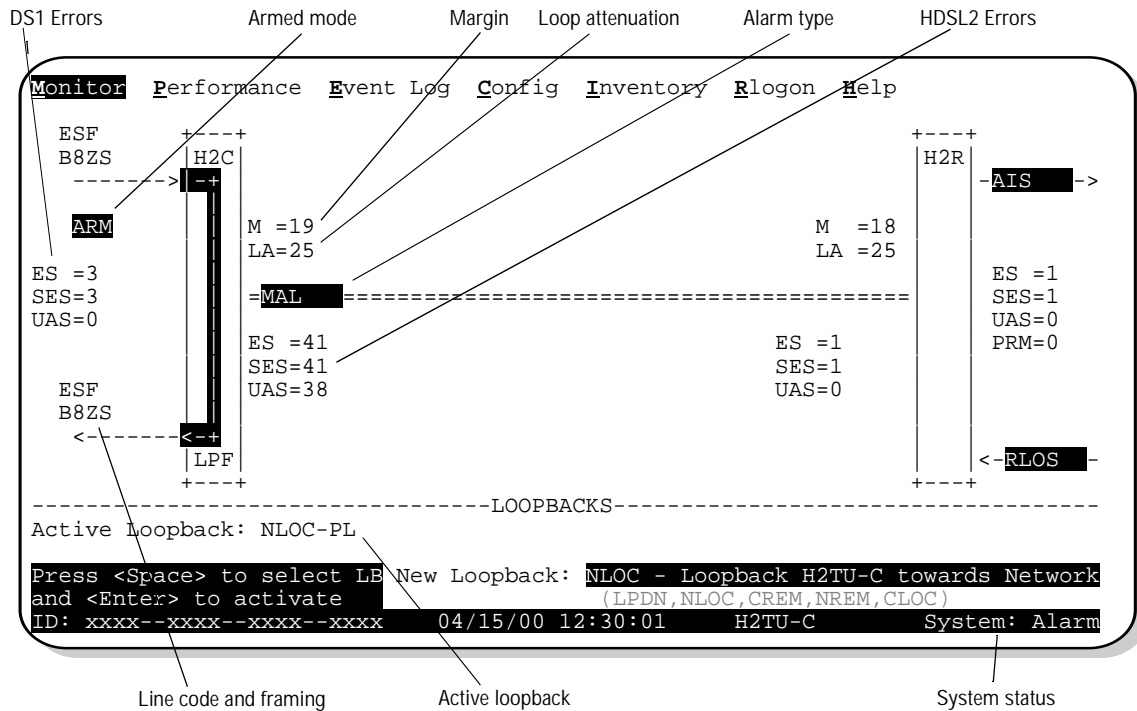 DS1 Errors Armed mode Margin Loop attenuation Alarm type HDSL2 Errors
Monitor Performance Event Log Config Inventory Rlogon Help
ESF +---+ +---+
B8ZS |H2C| |H2R|
------->|-+ -AIS ->
ARM M =19 M =18
LA=25 LA =25
ES =3 ES =1
SES=3 =MAL ========================================= SES=1
UAS=0 UAS=0
ES =41 ES =1 PRM=0
SES=41 SES=1
ESF UAS=38 UAS=0
B8ZS
<-------<-+
|LPF| <-RLOS -
+---+ +---+
----------------------------------LOOPBACKS------------------------------------
Active Loopback: NLOC-PL
Press <Space> to select LB New Loopback: NLOC - Loopback H2TU-C towards Network
and <Enter> to activate (LPDN,NLOC,CREM,NREM,CLOC)
ID: xxxx--xxxx--xxxx--xxxx 04/15/00 12:30:01 H2TU-C System: Alarm
Line code and framing Active loopback System status